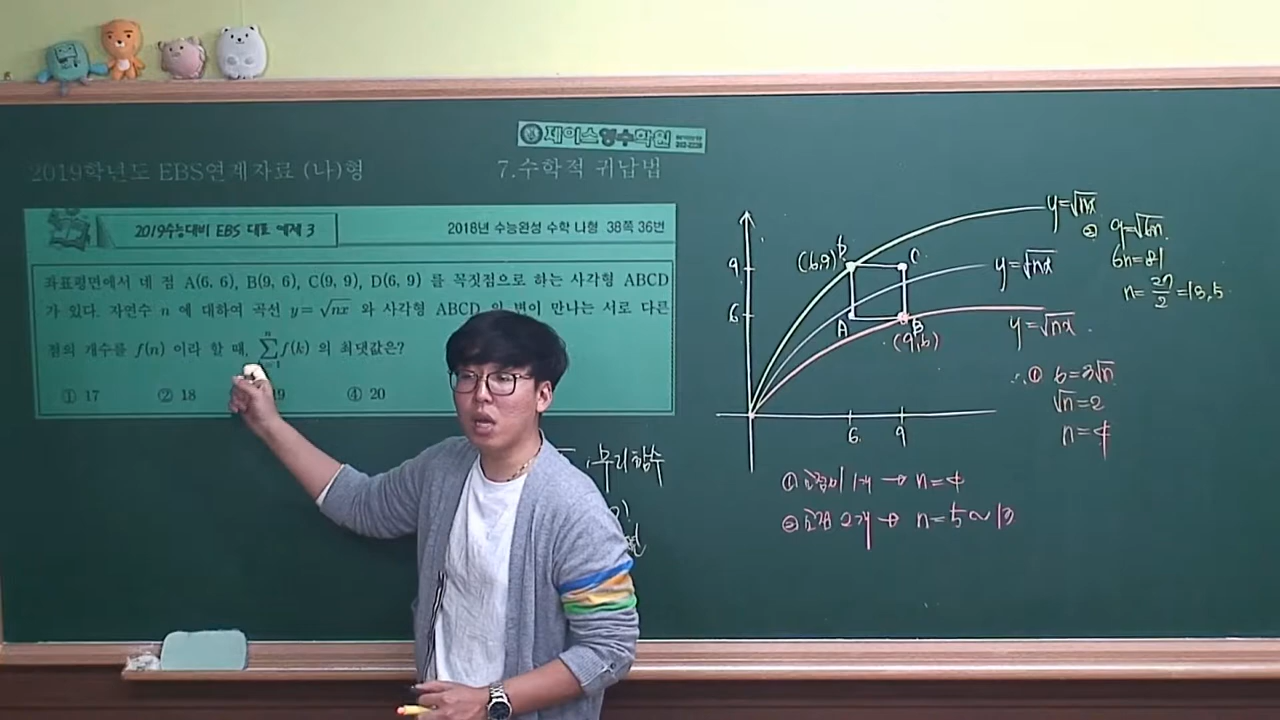 제이스영수학원
2019학년도 EBS연계자료 (나)형
7.수학적 귀납법
2019수능대비 EBS 대표 예제 3
2018년 수능완성 수학 나형 38쪽 36번
좌표평면에서 네 점 A(6, 6), B(9, 6), C(9, 9), D(6, 9) 를 꼭짓점으로 하는 사각형 ABCD
가 있다. 자연수 n 에 대하여 곡선 y=√nx 와 사각형 ABCD 의 변이 만나는 서로 다른
점의 개수를 f(n) 이라 할 때, Σ f(k) 의 최댓값은?
① 17 ② 18 19 ④ 20
:무리함수
y=√nx
y=√nx
y=√nx
9
6
(6,9)
D
C
A
B
(9,6)
6
9
② 9=√6n
6n=81
n=27/2=13.5
∴ ① 6=3√n
√n=2
n=4
① 교점이 1개 → n=4
② 교점 2개 → n=5~13